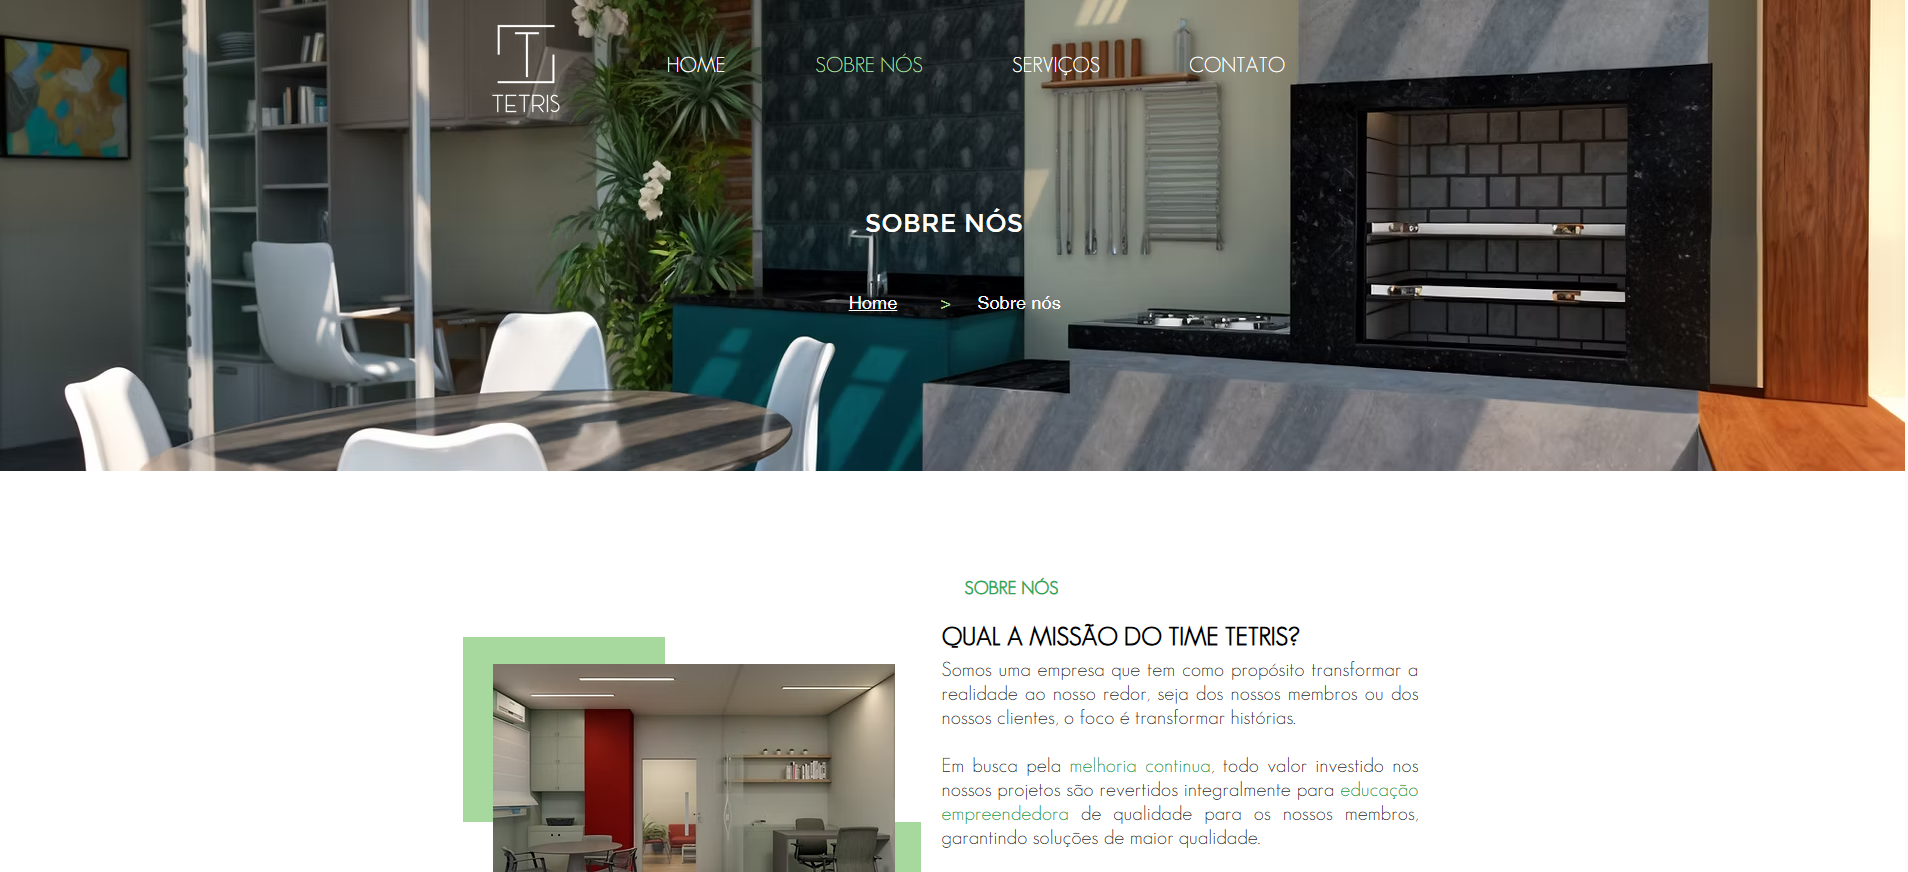 TETRIS
HOME
SOBRE NÓS
SERVIÇOS
CONTATO
SOBRE NÓS
Home > Sobre nós
SOBRE NÓS
QUAL A MISSÃO DO TIME TETRIS?
Somos uma empresa que tem como propósito transformar a
realidade ao nosso redor, seja dos nossos membros ou dos
nossos clientes, o foco é transformar histórias.
Em busca pela melhoria continua, todo valor investido nos
nossos projetos são revertidos integralmente para educação
empreendedora de qualidade para os nossos membros,
garantindo soluções de maior qualidade.